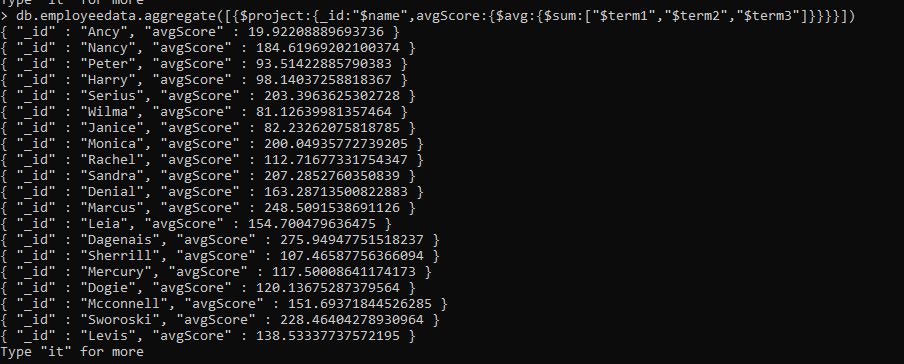 > db.employeedata.aggregate([{$project:{_id:"$name",avgScore:{$avg:{$sum:["$term1","$term2","$term3"]}}}}])
{ "_id" : "Ancy", "avgScore" : 19.92208889693736 }
{ "_id" : "Nancy", "avgScore" : 184.61969202100374 }
{ "_id" : "Peter", "avgScore" : 93.51422885790383 }
{ "_id" : "Harry", "avgScore" : 98.14037258818367 }
{ "_id" : "Serius", "avgScore" : 203.3963625302728 }
{ "_id" : "Wilma", "avgScore" : 81.12639981357464 }
{ "_id" : "Janice", "avgScore" : 82.23262075818785 }
{ "_id" : "Monica", "avgScore" : 200.04935772739205 }
{ "_id" : "Rachel", "avgScore" : 112.71677331754347 }
{ "_id" : "Sandra", "avgScore" : 207.2852760350839 }
{ "_id" : "Denial", "avgScore" : 163.28713500822883 }
{ "_id" : "Marcus", "avgScore" : 248.5091538691126 }
{ "_id" : "Leia", "avgScore" : 154.700479636475 }
{ "_id" : "Dagenais", "avgScore" : 275.94947751518237 }
{ "_id" : "Sherrill", "avgScore" : 107.46587756366094 }
{ "_id" : "Mercury", "avgScore" : 117.50008641174173 }
{ "_id" : "Dogie", "avgScore" : 120.13675287379564 }
{ "_id" : "Mcconnell", "avgScore" : 151.69371844526285 }
{ "_id" : "Sworoski", "avgScore" : 228.46404278930964 }
{ "_id" : "Levis", "avgScore" : 138.53337737572195 }
Type "it" for more